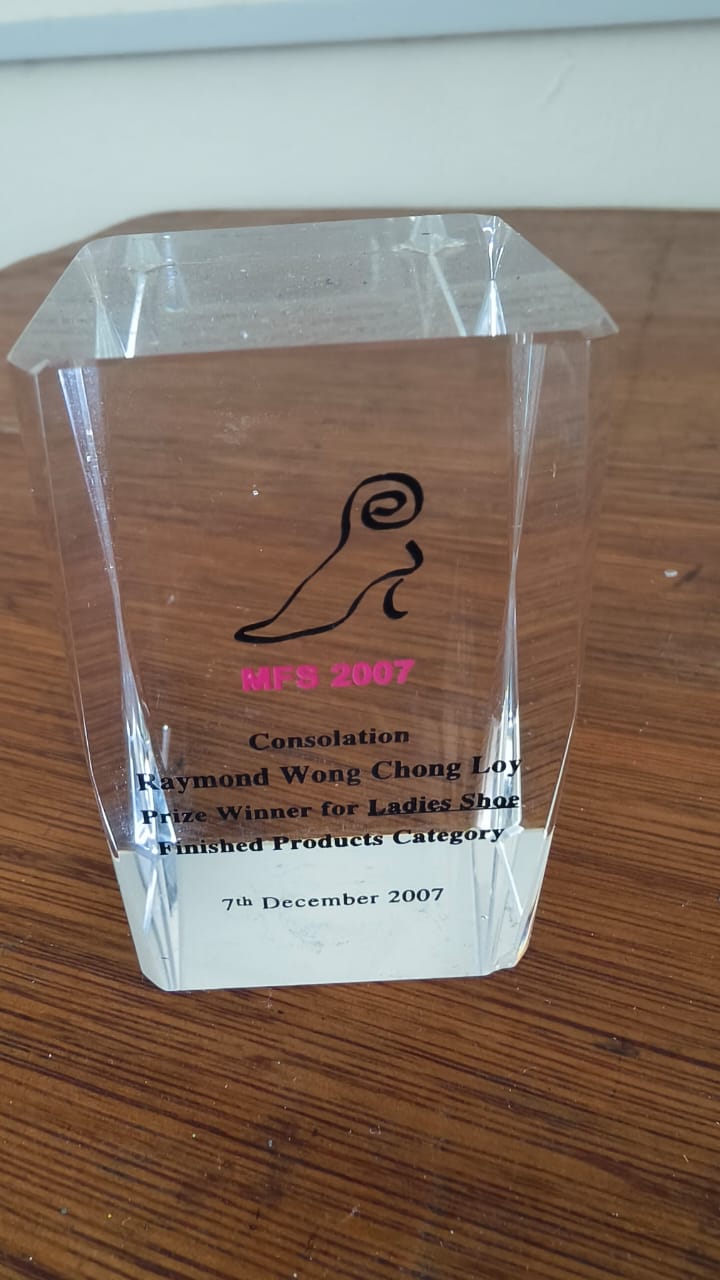 MFS 2007
Consolation
Raymond Wong Chong Loy
Prize Winner for Ladies Shoe
Finished Products Category
7th December 2007